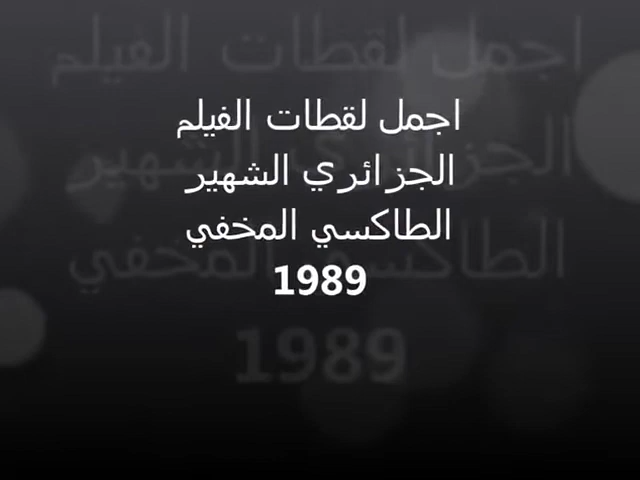 اجمل لقطات الفيلم
الجزائري الشهير
الطاكسي المخفي
1989